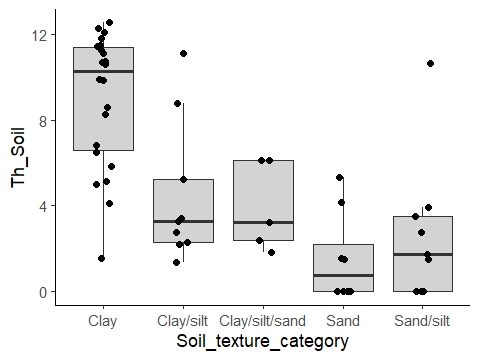 Th_Soil
12
8
4
0
Clay Clay/silt Clay/silt/sand Sand Sand/silt
Soil_texture_category